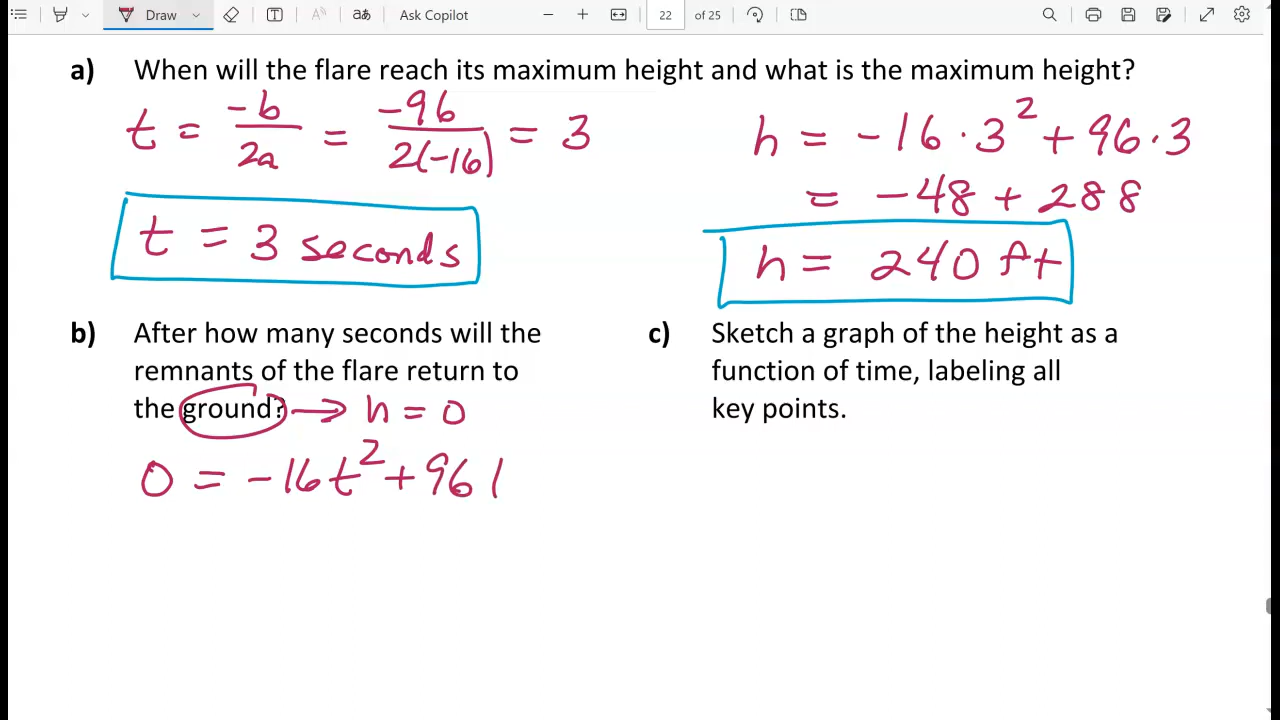 Draw
Ask Copilot
22 of 25
a) When will the flare reach its maximum height and what is the maximum height?
t = -b/2a = -96/2(-16) = 3
t = 3 seconds
h = -16 · 3² + 96 · 3
= -48 + 288
h = 240 ft
b) After how many seconds will the
remnants of the flare return to
the ground? → h = 0
0 = -16t² + 96
c) Sketch a graph of the height as a
function of time, labeling all
key points.